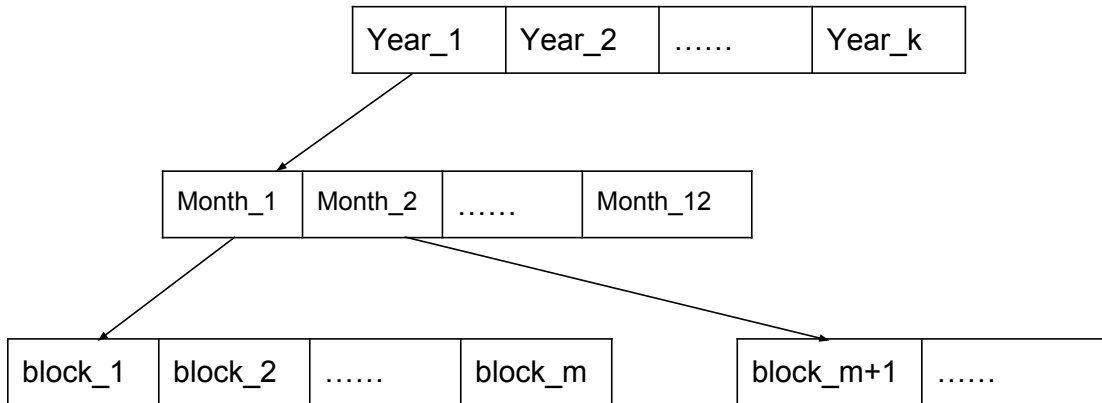 Year_1 Year_2 …… Year_k
Month_1 Month_2 …… Month_12
block_1 block_2 …… block_m block_m+1 ……